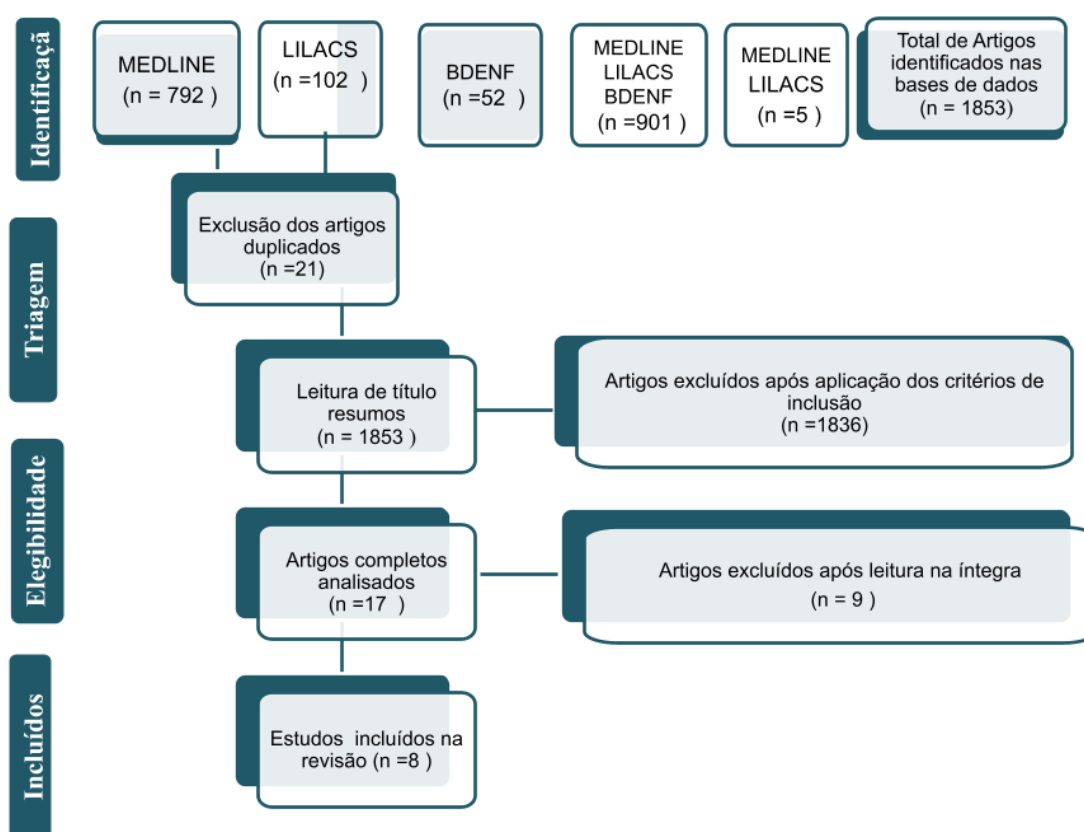 Identificaçã
MEDLINE
(n = 792 )
LILACS
(n =102 )
BDENF
(n =52 )
MEDLINE
LILACS
BDENF
(n =901 )
MEDLINE
LILACS
(n =5 )
Total de Artigos
identificados nas
bases de dados
(n = 1853)
Triagem
Exclusão dos artigos
duplicados
(n =21)
Leitura de título
resumos
(n = 1853 )
Artigos excluídos após aplicação dos critérios de
inclusão
(n =1836)
Elegibilidade
Artigos completos
analisados
(n =17 )
Artigos excluídos após leitura na íntegra
(n = 9 )
Incluídos
Estudos incluídos na
revisão (n =8 )